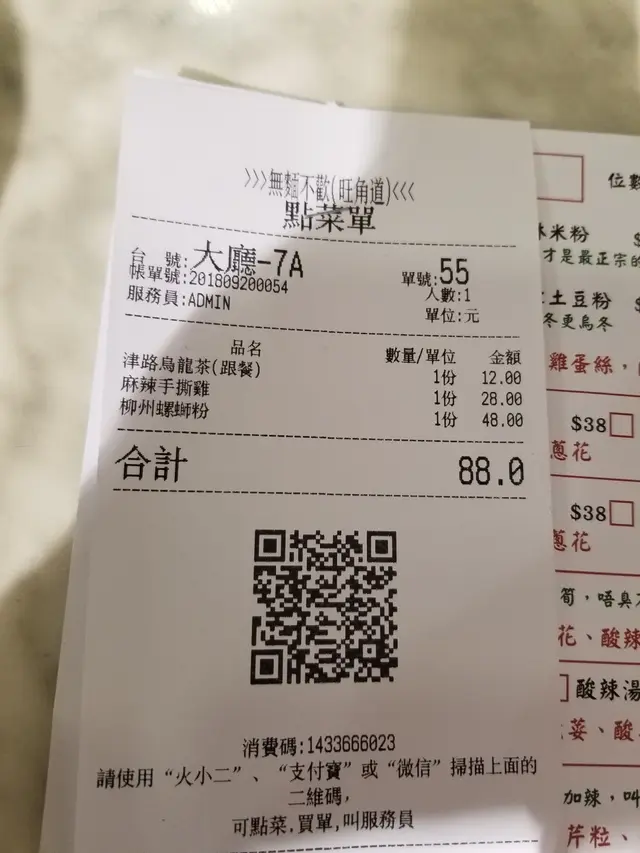 >>>無麵不歡(旺角道)<<<
點菜單
台 號:大廳-7A
單號:55
帳單號:201809200054
人數:1
服務員:ADMIN
單位:元
品名 數量/單位 金額
津路烏龍茶(跟餐) 1份 12.00
麻辣手撕雞 1份 28.00
柳州螺螄粉 1份 48.00
合計 88.0
消費碼:1433666023
請使用“火小二”、“支付寶”或“微信”掃描上面的
二維碼,
可點菜.買單,叫服務員
位數
米粉
才是最正宗的
土豆粉
冬更烏冬
雞蛋絲,
$38
蔥花
$38
蔥花
筍,唔臭
花、酸辣
酸辣湯
、酸
加辣,叫
芹粒、